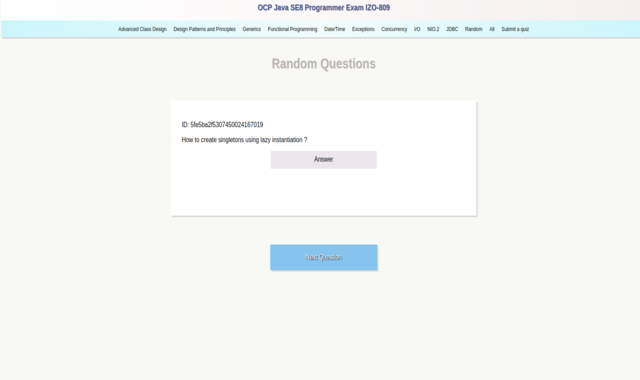 OCP Java SE8 Programmer Exam IZO-809
Advanced Class Design Design Patterns and Principles Generics Functional Programming Date/Time Exceptions Concurrency I/O NIO.2 JDBC Random All Submit a quiz
Random Questions
ID: 5fe5ba2f5307450024167019
How to create singletons using lazy instantiation ?
Answer
Next Question